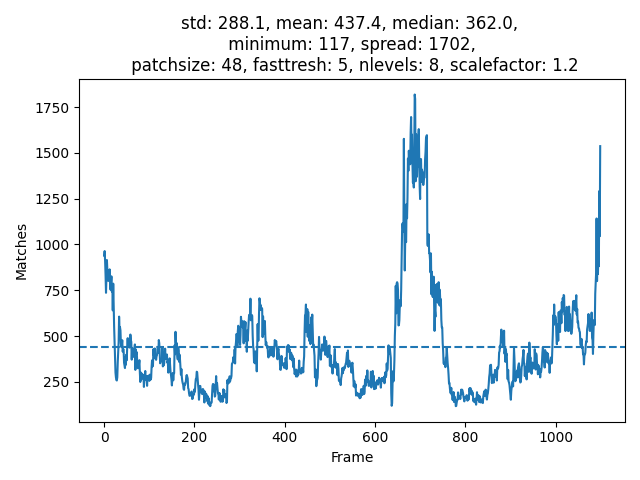 std: 288.1, mean: 437.4, median: 362.0,
minimum: 117, spread: 1702,
patchsize: 48, fasttresh: 5, nlevels: 8, scalefactor: 1.2
1750
1500
1250
1000
750
500
250
Matches
0 200 400 600 800 1000
Frame